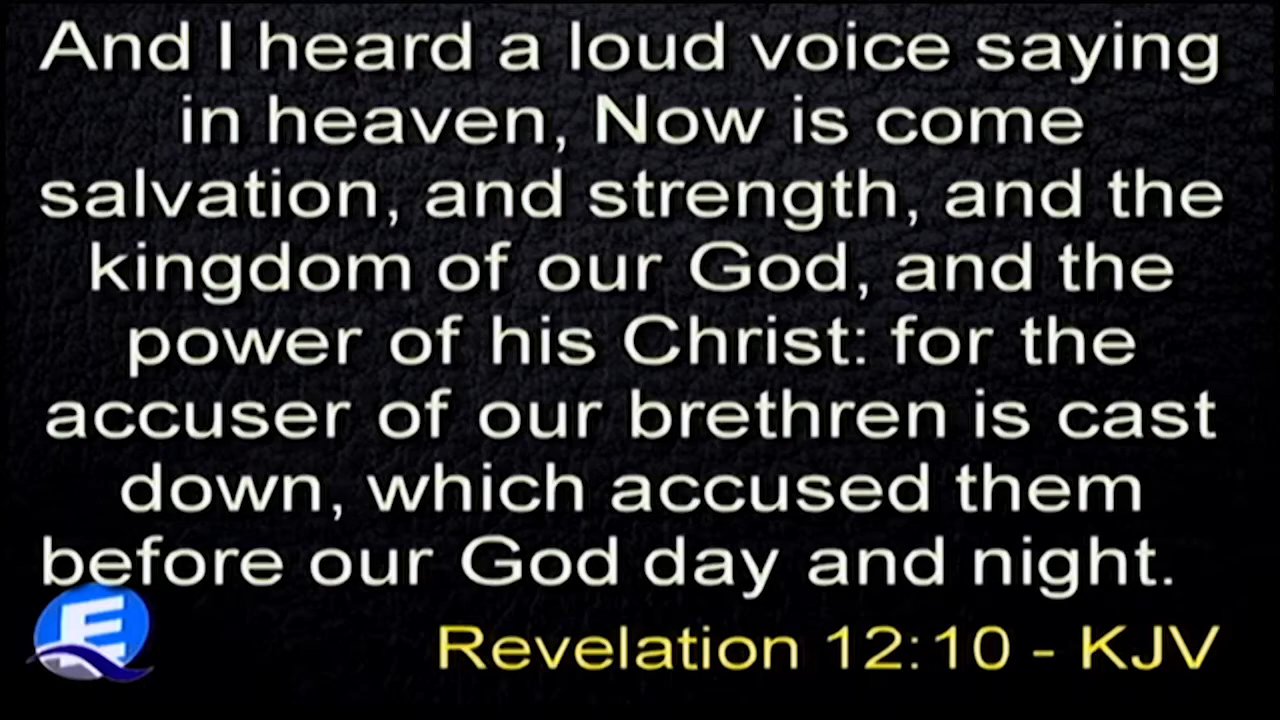 And I heard a loud voice saying
in heaven, Now is come
salvation, and strength, and the
kingdom of our God, and the
power of his Christ: for the
accuser of our brethren is cast
down, which accused them
before our God day and night.
E
Revelation 12:10 - KJV